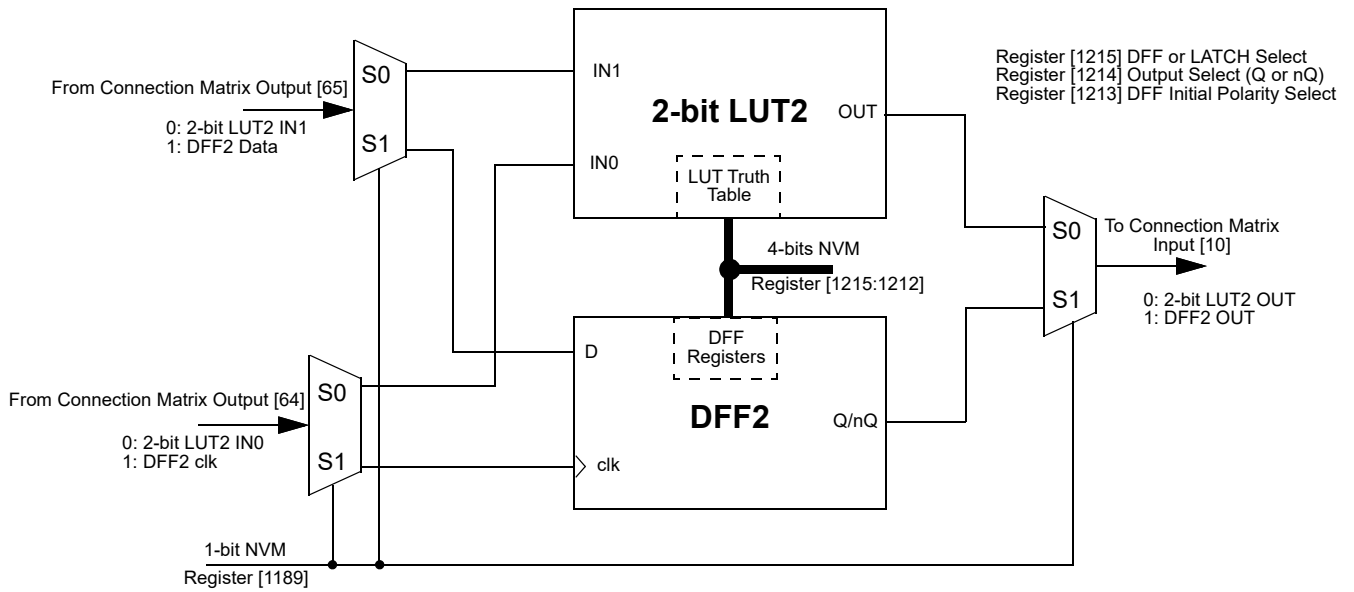 Register [1215] DFF or LATCH Select
Register [1214] Output Select (Q or nQ)
Register [1213] DFF Initial Polarity Select
From Connection Matrix Output [65]
0: 2-bit LUT2 IN1
1: DFF2 Data
S0
S1
IN1
IN0
2-bit LUT2
OUT
LUT Truth
Table
4-bits NVM
Register [1215:1212]
S0
S1
To Connection Matrix
Input [10]
0: 2-bit LUT2 OUT
1: DFF2 OUT
From Connection Matrix Output [64]
0: 2-bit LUT2 IN0
1: DFF2 clk
S0
S1
D
clk
DFF
Registers
DFF2
Q/nQ
1-bit NVM
Register [1189]